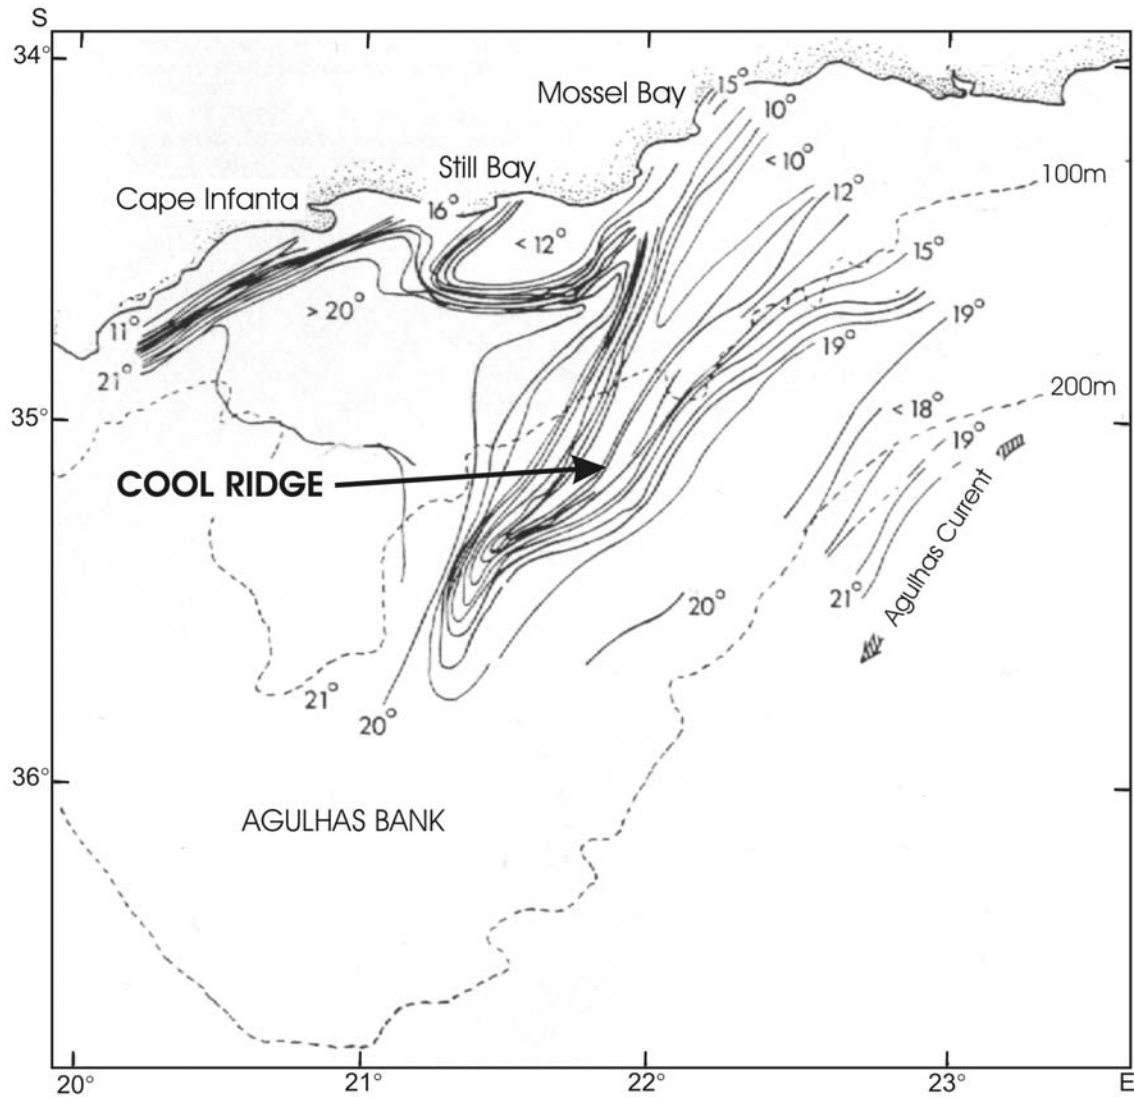 S
34°
Mossel Bay
15°
10°
< 10°
Still Bay
100m
Cape Infanta
16°
12°
< 12°
15°
> 20°
11°
19°
21°
19°
200m
35°
< 18°
19°
COOL RIDGE
Agulhas Current
20°
21°
21°
20°
36°
AGULHAS BANK
20°
21°
22°
23°
E